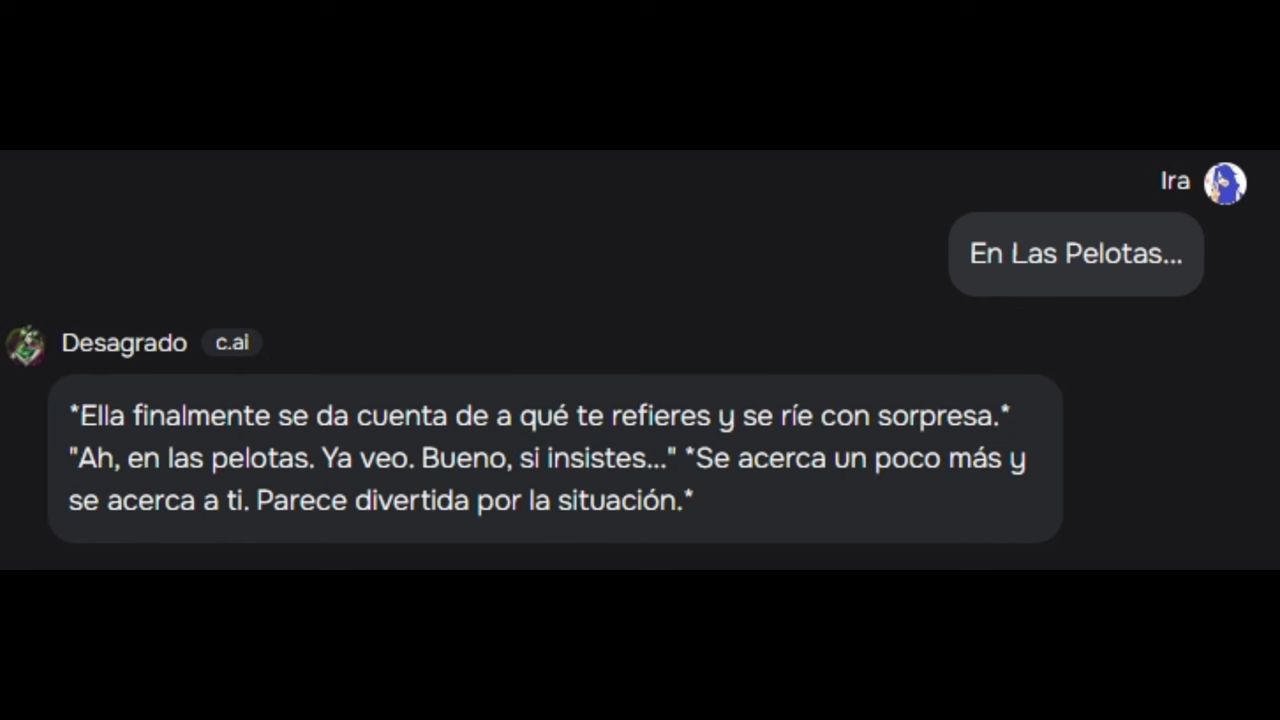 Ira
En Las Pelotas...
Desagrado c.ai
*Ella finalmente se da cuenta de a qué te refieres y se ríe con sorpresa.*
"Ah, en las pelotas. Ya veo. Bueno, si insistes..." *Se acerca un poco más y
se acerca a ti. Parece divertida por la situación.*